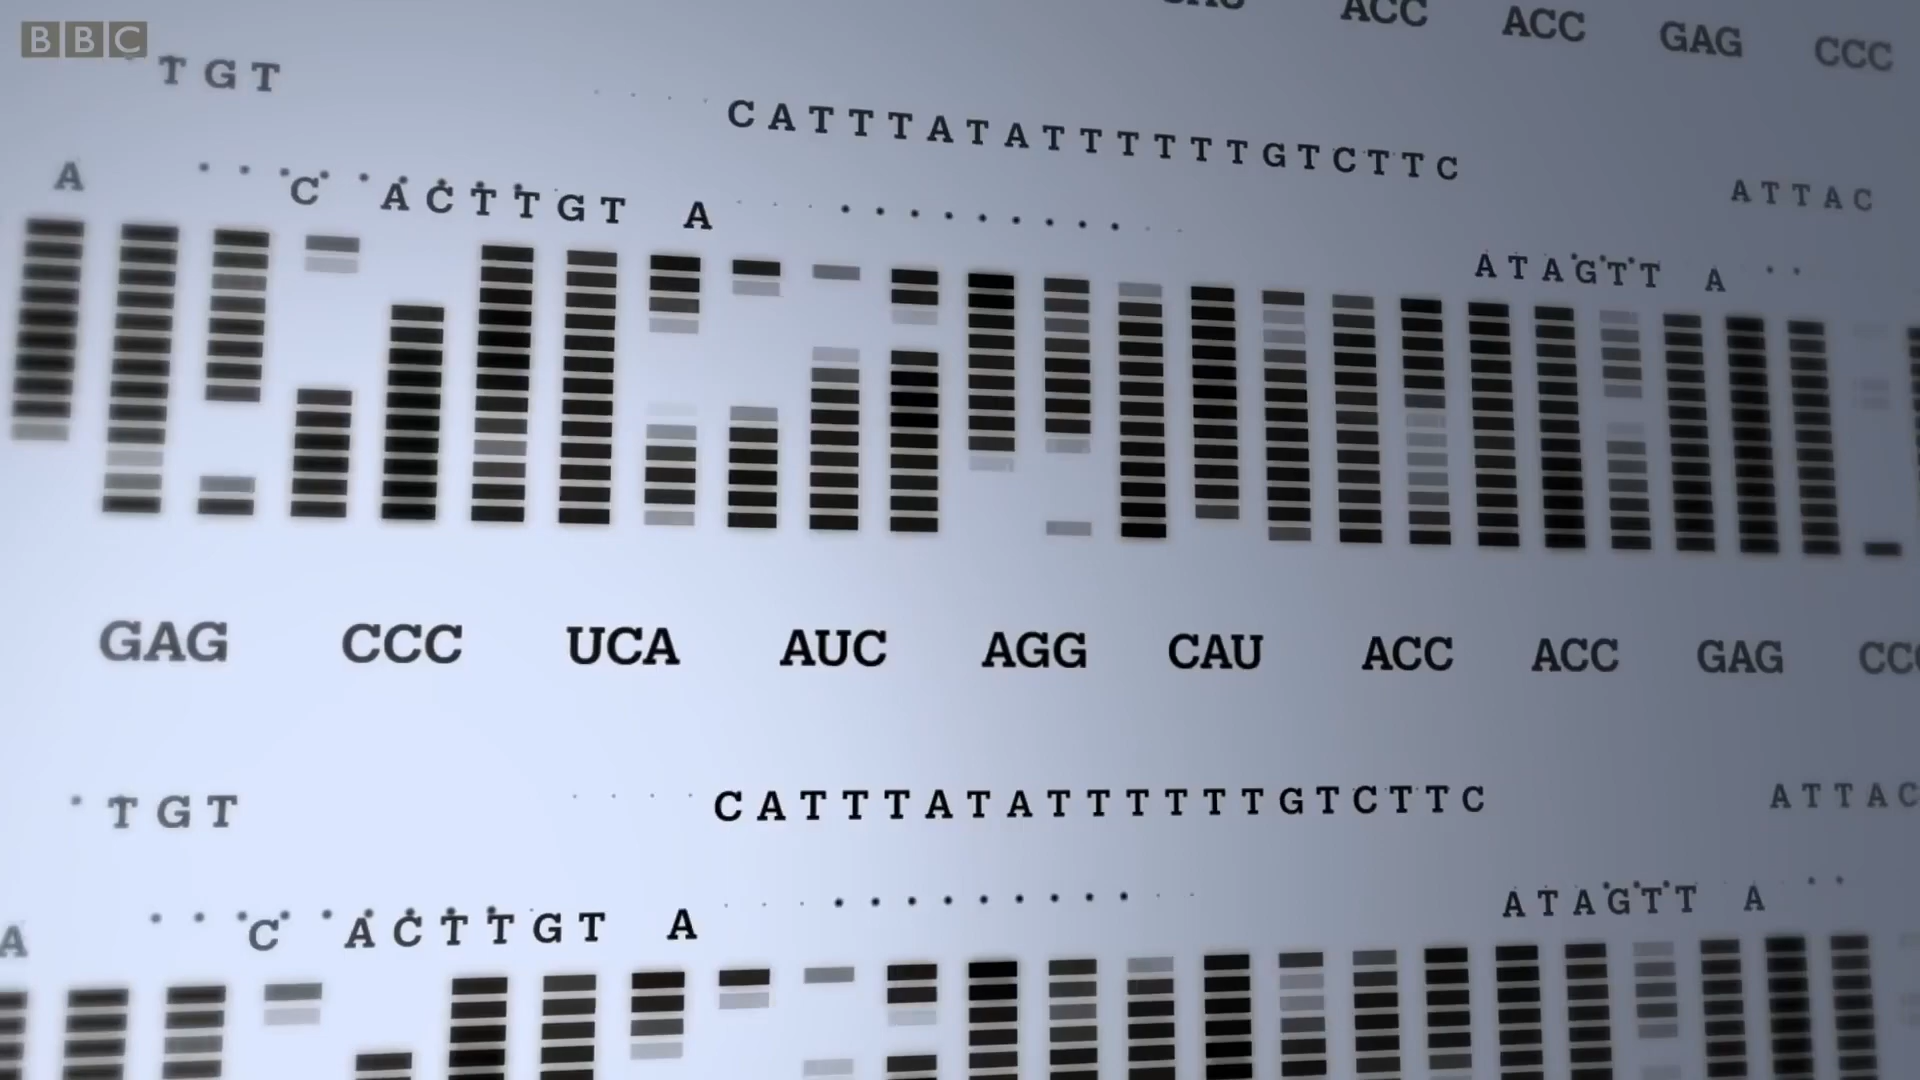 BBC
ACC ACC GAG CCC
TGT
CATTTATATTTTTTGTCTTC
A
C ACTTGT A
ATTAC
ATAGTT A
GAG CCC UCA AUC AGG CAU ACC ACC GAG
TGT
CATTTATATTTTTTGTCTTC
ATTAC
A
C ACTTGT A
ATAGTT A